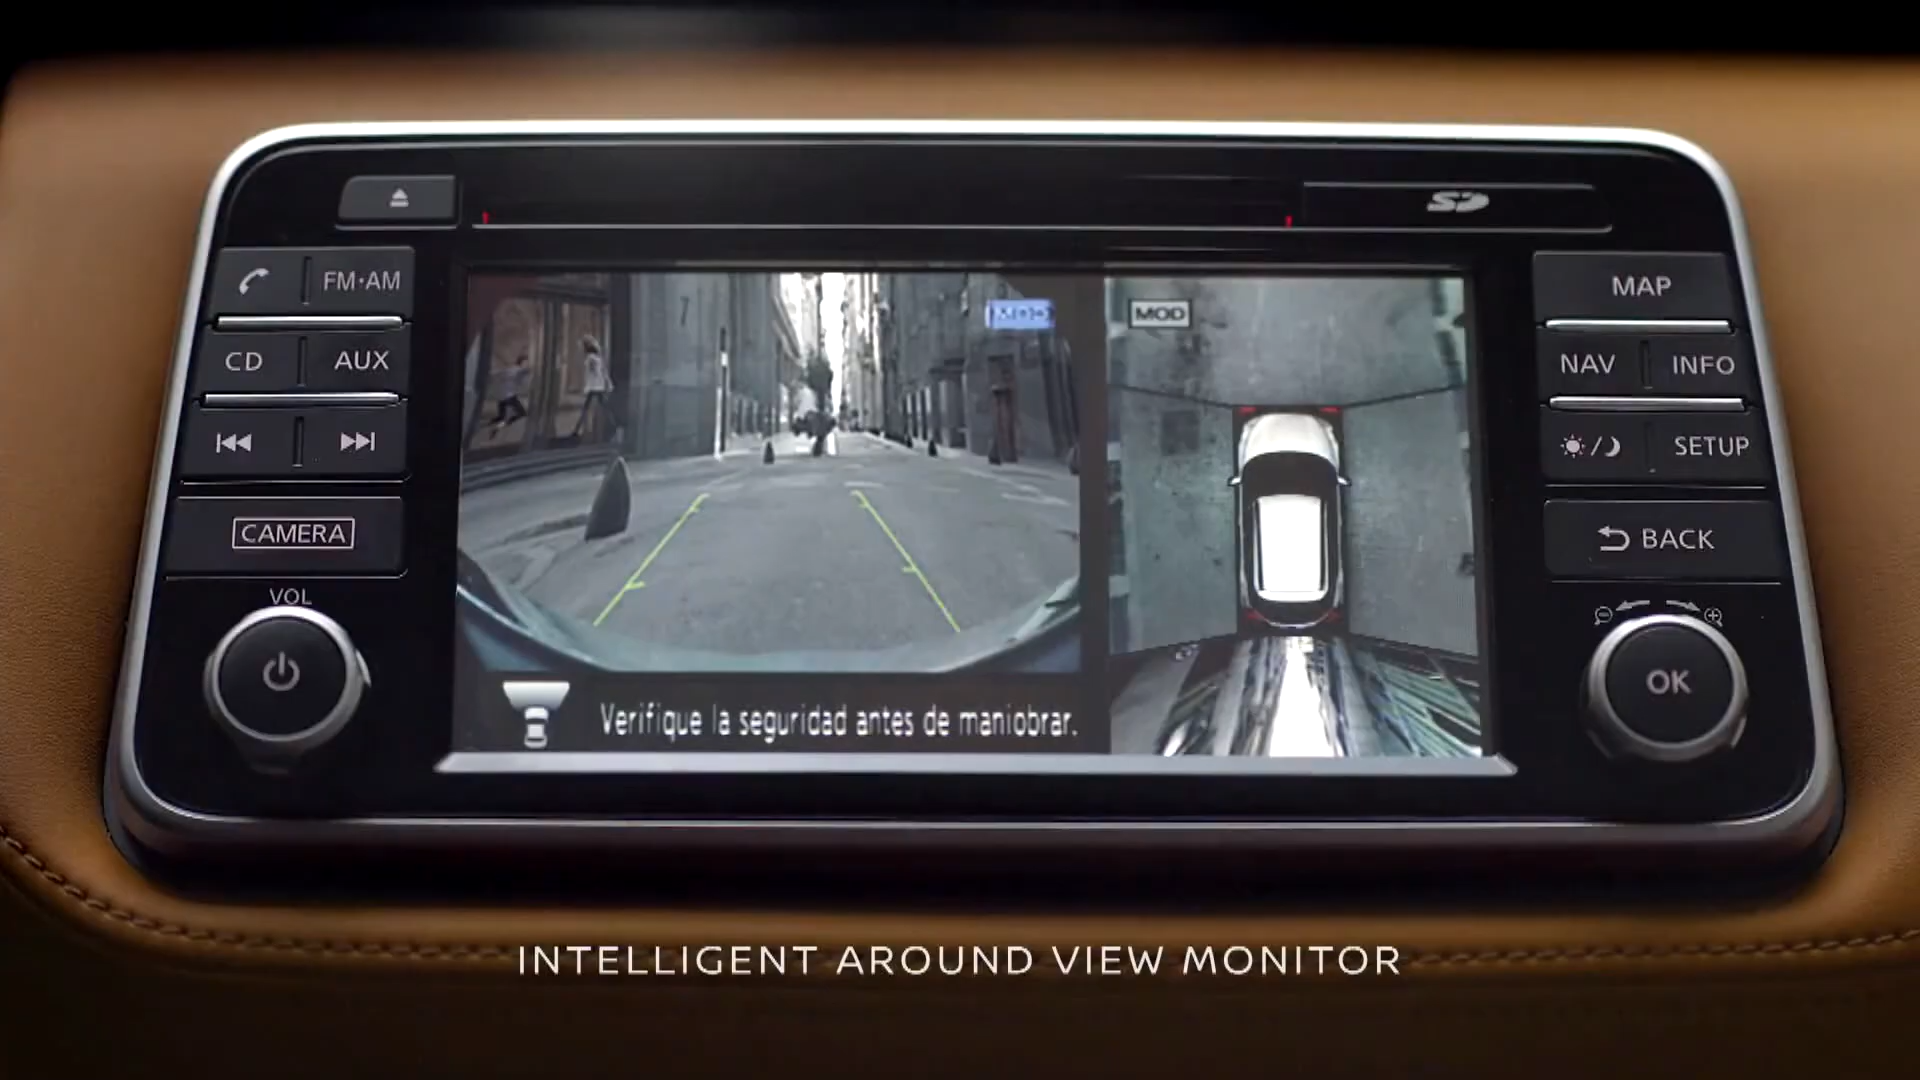 SD
FM·AM
MAP
MOD
CD
AUX
NAV
INFO
SETUP
CAMERA
BACK
VOL
OK
Verifique la seguridad antes de maniobrar.
INTELLIGENT AROUND VIEW MONITOR